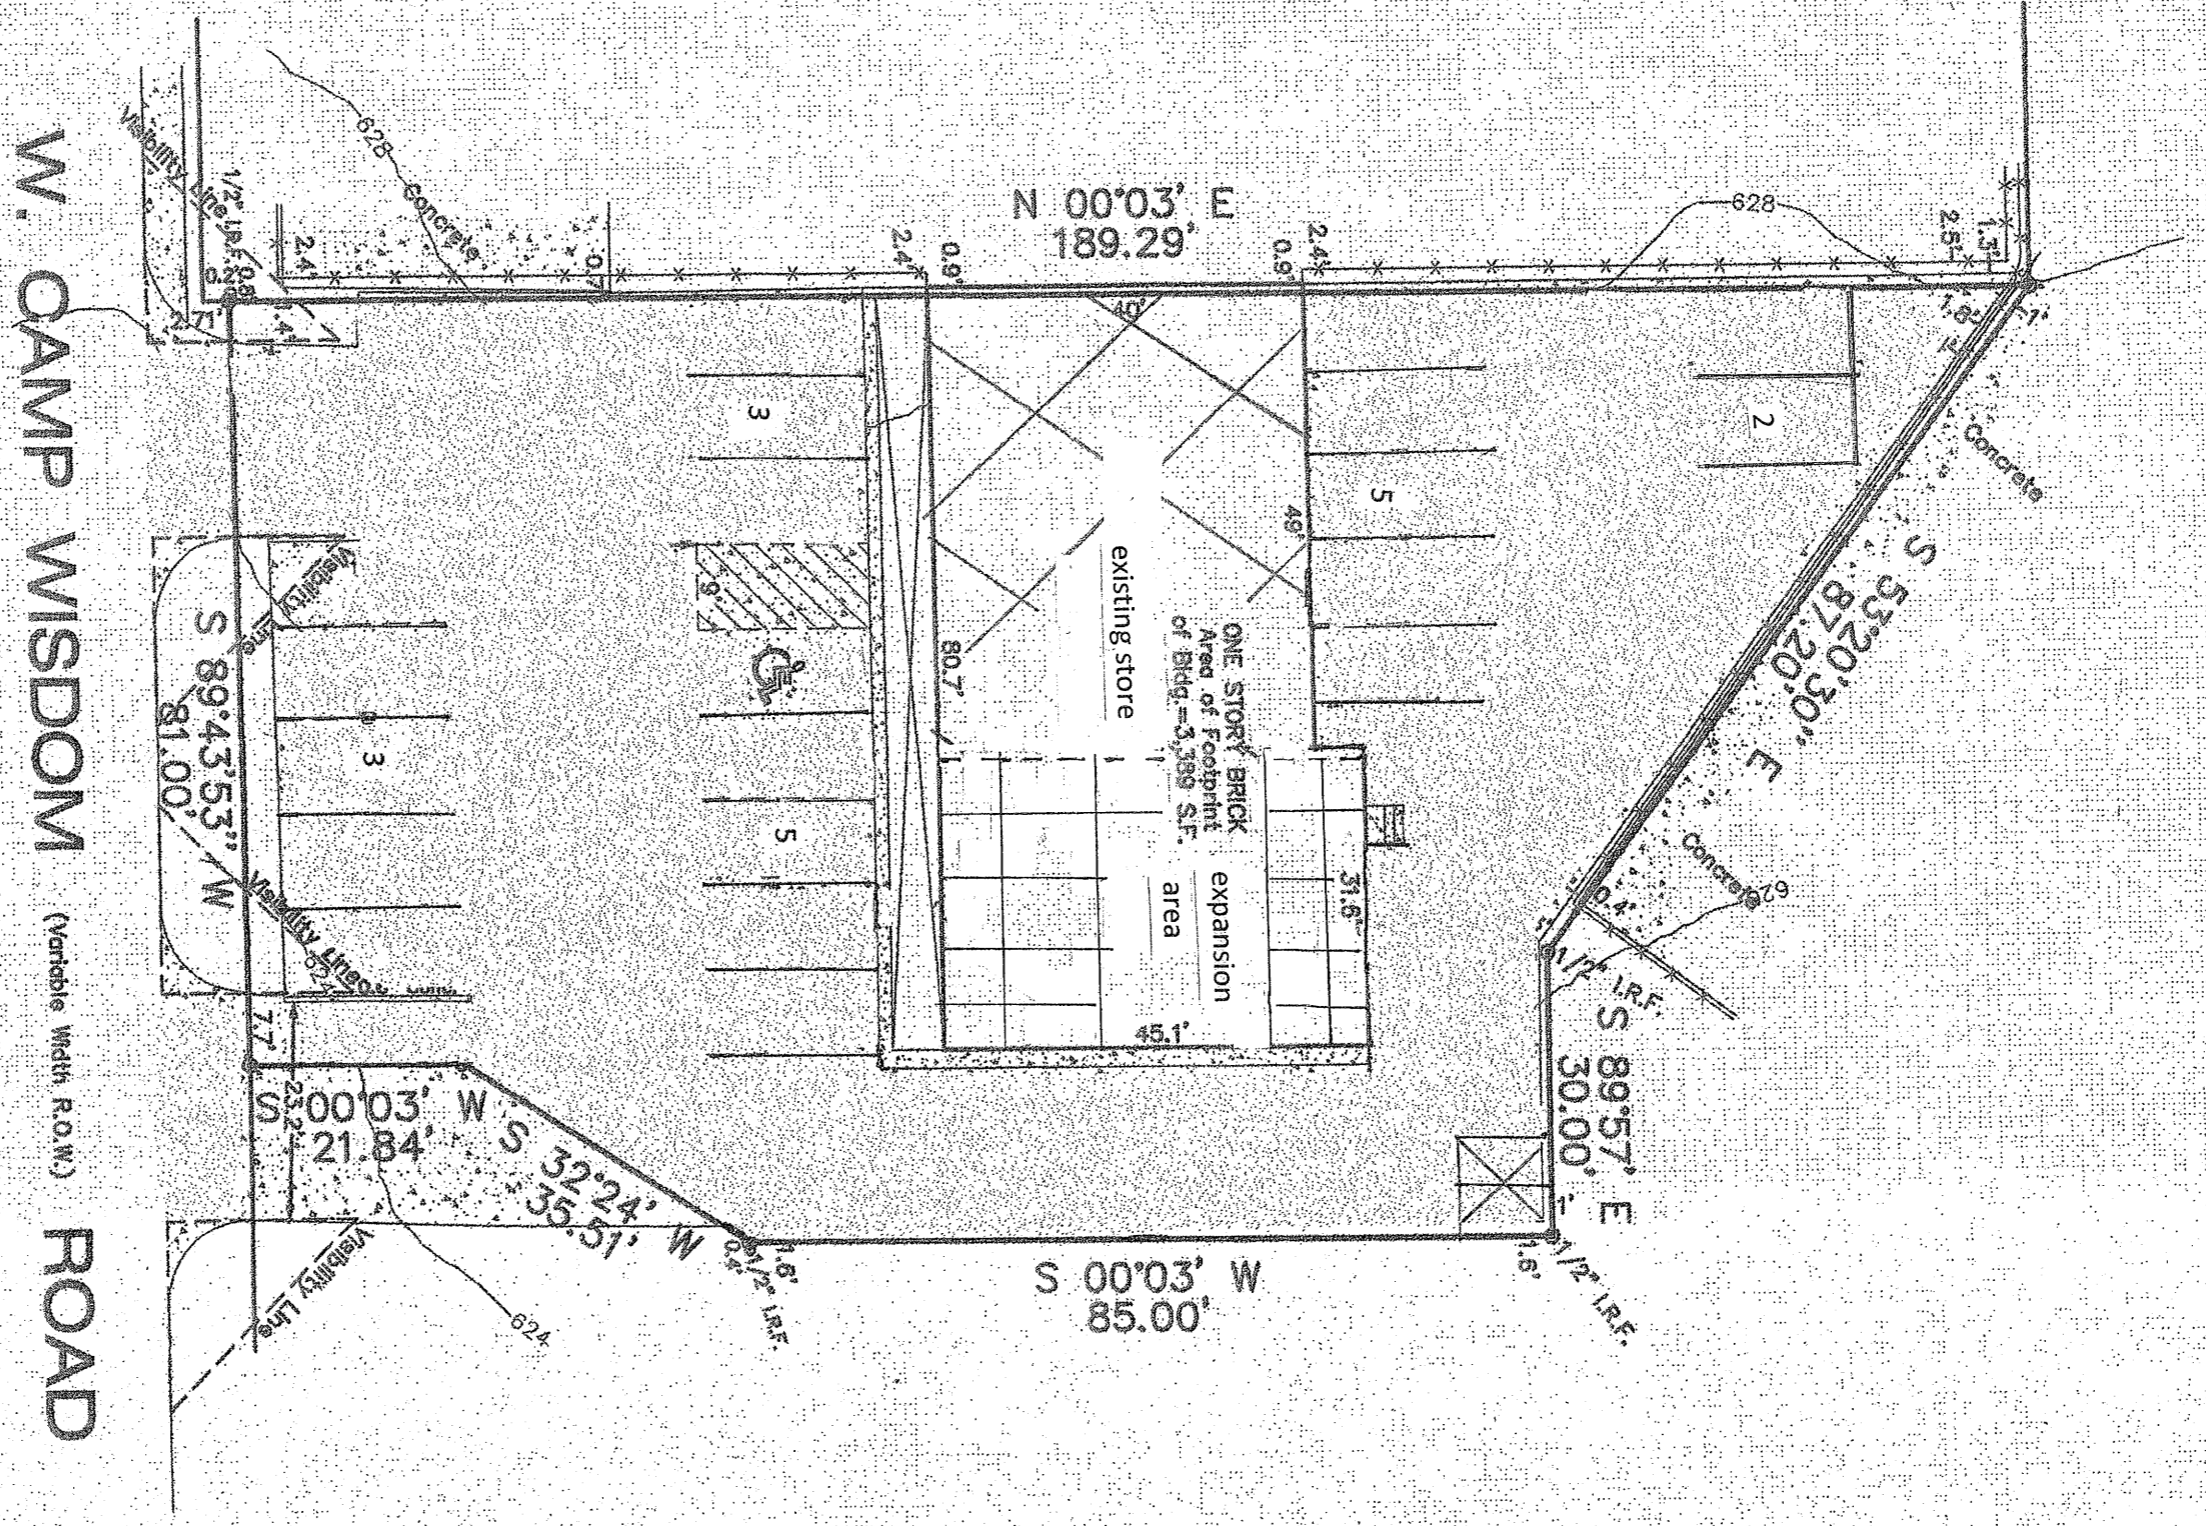 W. CAMP WISDOM (Variable Width R.O.W.) ROAD
N 00°03' E
189.29'
S 53°20'30" E
87.20'
S 89°57' E
30.00'
S 00°03' W
85.00'
S 32°24' W
35.51'
S 00°03' W
21.84'
S 89°43'53" W
81.00'
existing store
ONE STORY BRICK
Area of Footprint
of Bldg.=3,389 S.F.
expansion
area
40'
49'
80.7'
31.6'
45.1'
3
5
2
5
3
9'
628
628
624
Concrete
Concrete
Concrete
Visibility Line
Visibility Line
Visibility Line
Visibility Line
1/2" I.R.F.
1/2" I.R.F.
1/2" I.R.F.
1/2" I.R.F.
2.4'
0.7'
2.4'
0.9'
0.9'
2.4'
2.5'
1.3'
1.8'
1'
0.4'
1'
1.6'
1.6'
0.4'
7.7'
23.2'